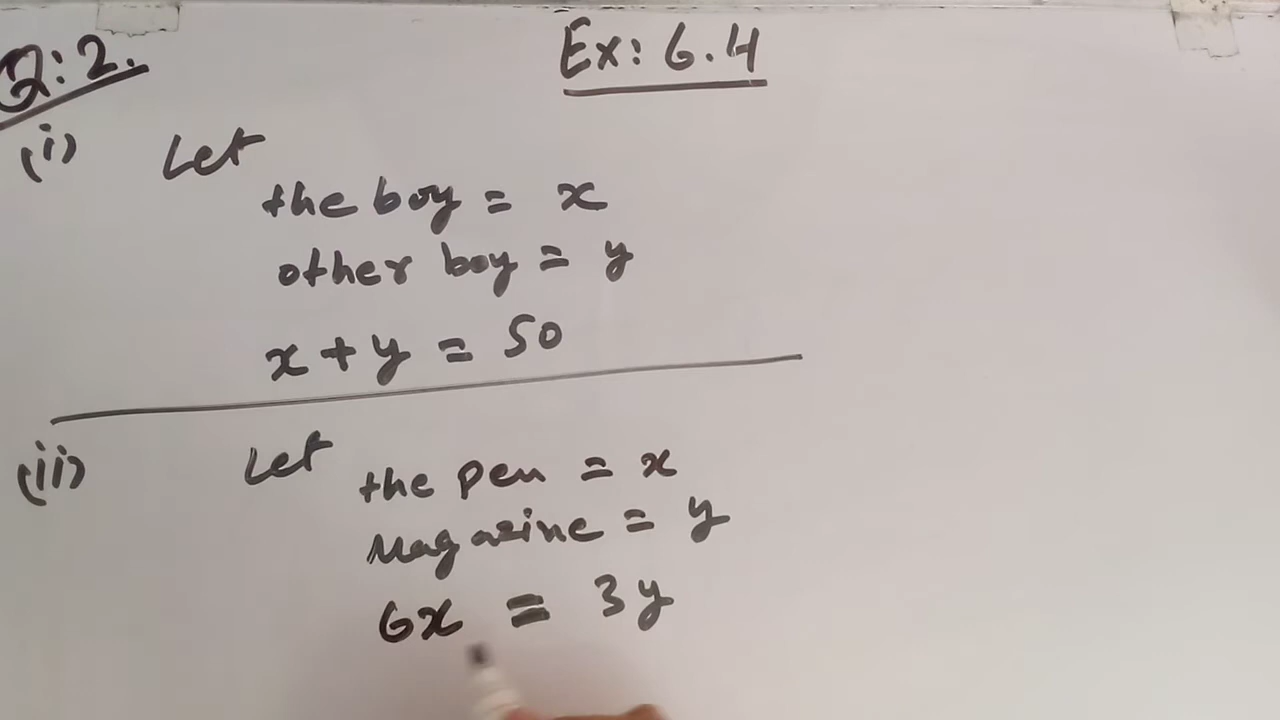 Ex: 6.4
Q:2.
(i) Let
the boy = x
other boy = y
x + y = 50
(ii) Let
the pen = x
Magazine = y
6x = 3y